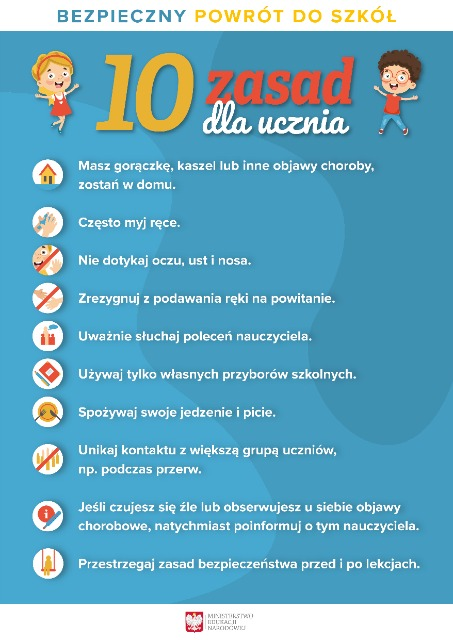 BEZPIECZNY POWRÓT DO SZKÓŁ
10 zasad
dla ucznia
Masz gorączkę, kaszel lub inne objawy choroby,
zostań w domu.
Często myj ręce.
Nie dotykaj oczu, ust i nosa.
Zrezygnuj z podawania ręki na powitanie.
Uważnie słuchaj poleceń nauczyciela.
Używaj tylko własnych przyborów szkolnych.
Spożywaj swoje jedzenie i picie.
Unikaj kontaktu z większą grupą uczniów,
np. podczas przerw.
Jeśli czujesz się źle lub obserwujesz u siebie objawy
chorobowe, natychmiast poinformuj o tym nauczyciela.
Przestrzegaj zasad bezpieczeństwa przed i po lekcjach.
MINISTERSTWO
EDUKACJI
NARODOWEJ